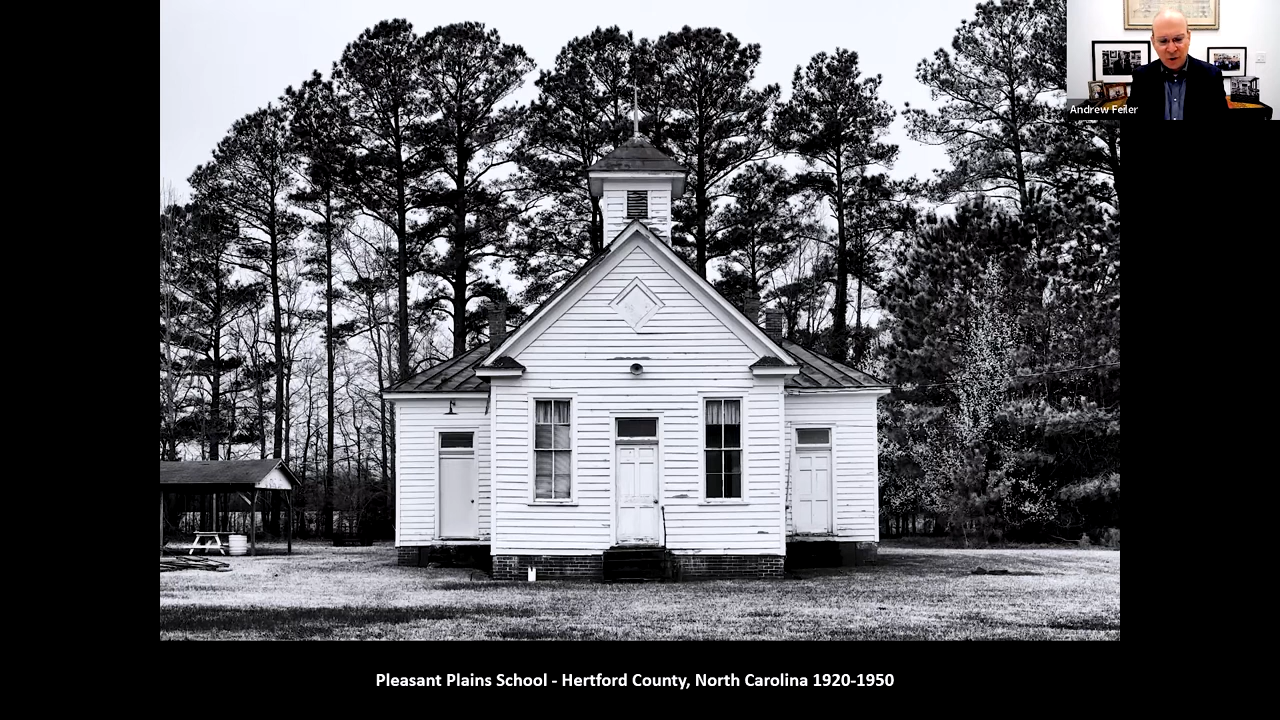 Andrew Feiler
Pleasant Plains School - Hertford County, North Carolina 1920-1950